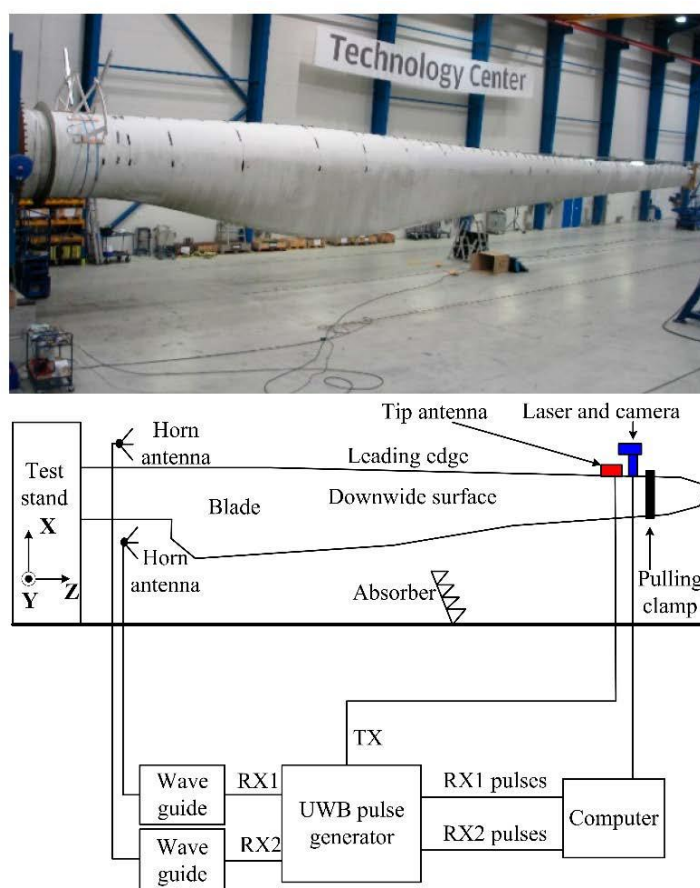 Technology Center
Tip antenna
Laser and camera
Horn
antenna
Leading edge
Test
stand
X
Y
Z
Blade
Downwide surface
Horn
antenna
Absorber
Pulling
clamp
TX
Wave
guide
RX1
UWB pulse
generator
RX1 pulses
Computer
Wave
guide
RX2
RX2 pulses